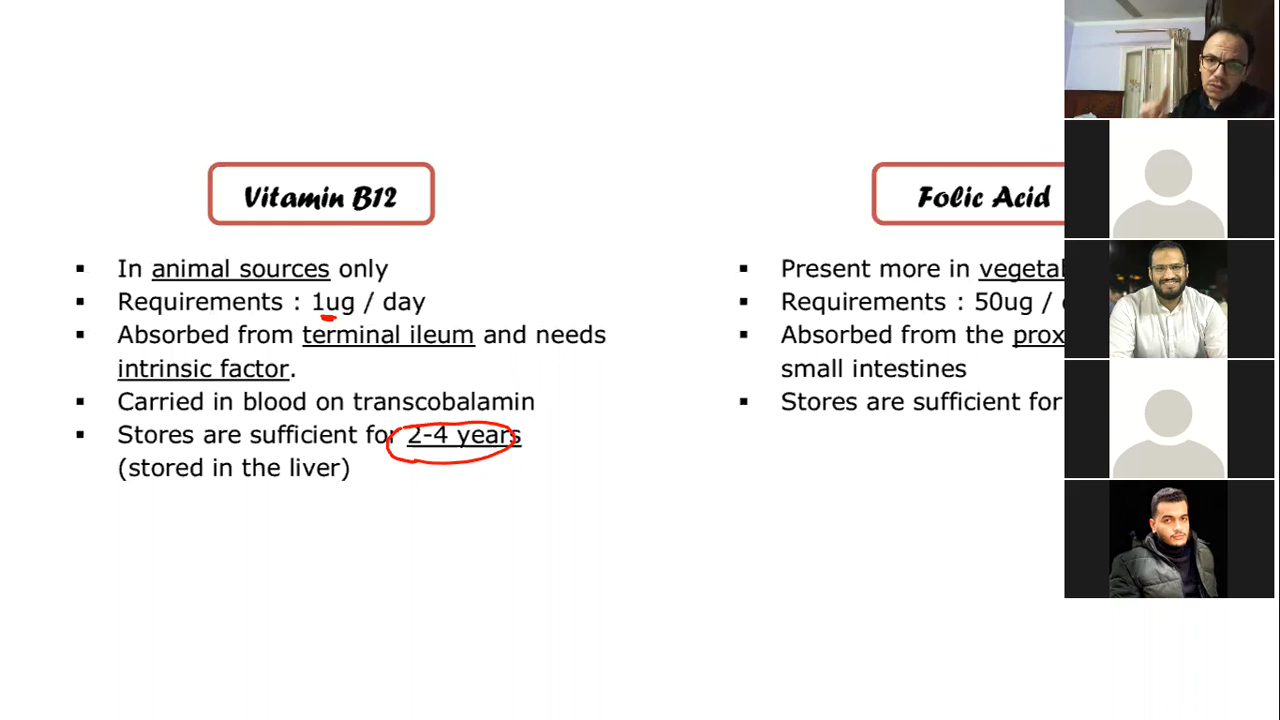 Vitamin B12
▪ In animal sources only
▪ Requirements : 1ug / day
▪ Absorbed from terminal ileum and needs
intrinsic factor.
▪ Carried in blood on transcobalamin
▪ Stores are sufficient for 2-4 years
(stored in the liver)
Folic Acid
▪ Present more in
▪ Requirements : 50ug /
▪ Absorbed from the
small intestines
▪ Stores are sufficient for